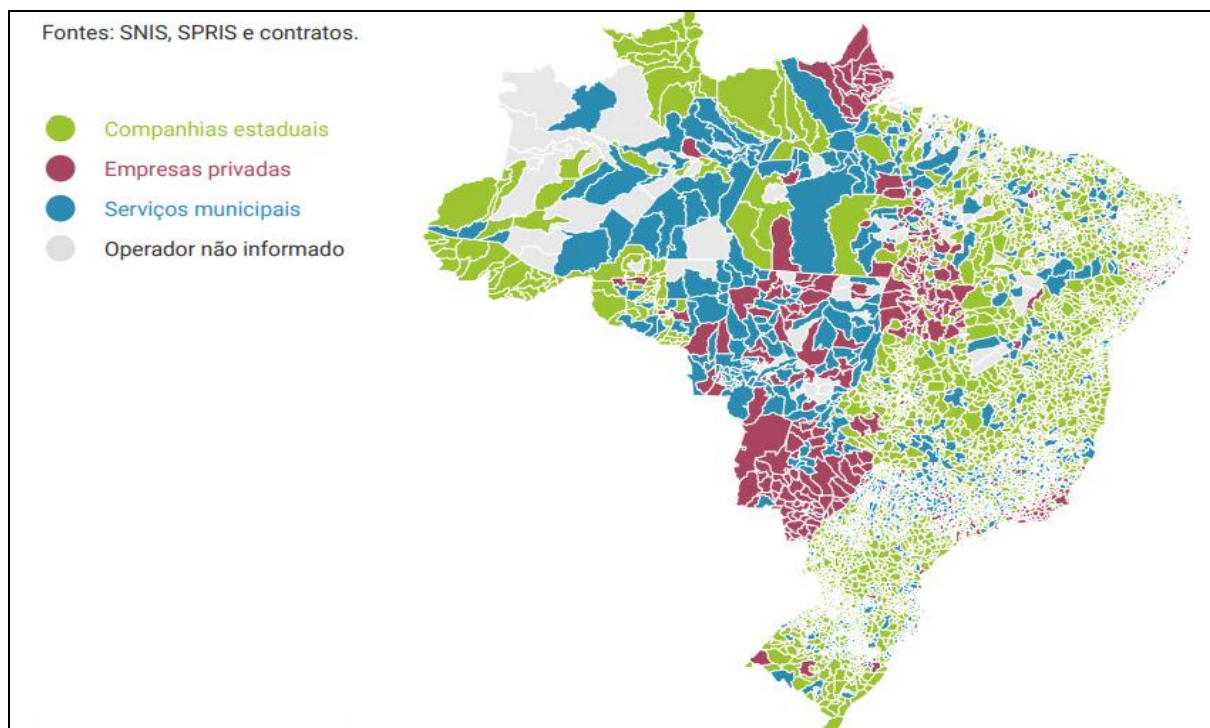 Fontes: SNIS, SPRIS e contratos.
Companhias estaduais
Empresas privadas
Serviços municipais
Operador não informado